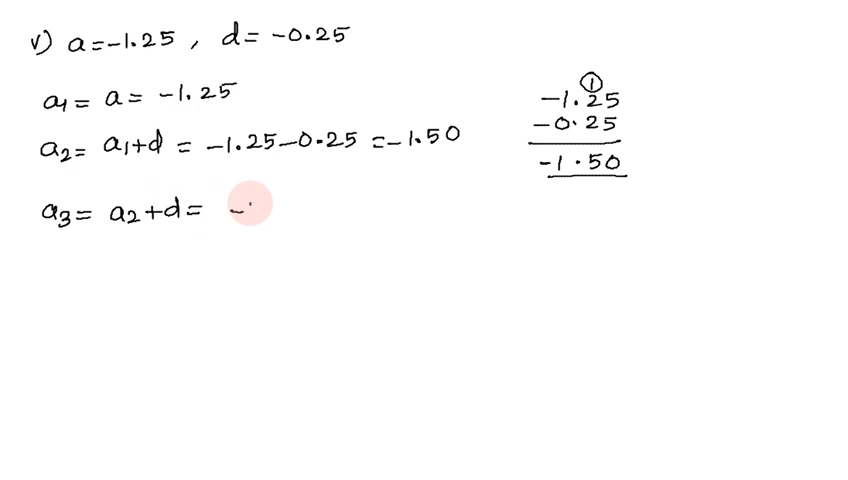 v) a=-1.25, d= -0.25
a1= a= -1.25
a2= a1+d = -1.25-0.25 =-1.50
a3= a2+d= -
1
-1.25
-0.25
-1.50